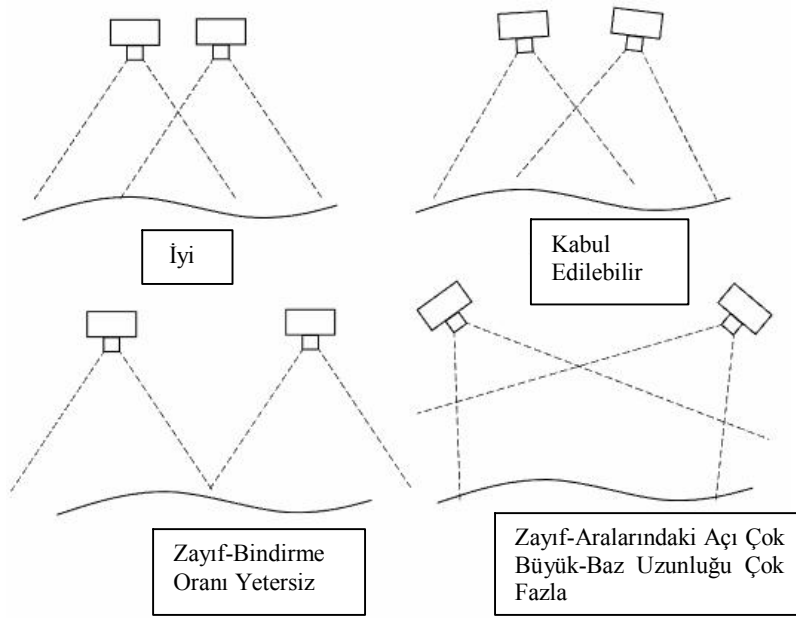 İyi
Kabul
Edilebilir
Zayıf-Bindirme
Oranı Yetersiz
Zayıf-Aralarındaki Açı Çok
Büyük-Baz Uzunluğu Çok
Fazla